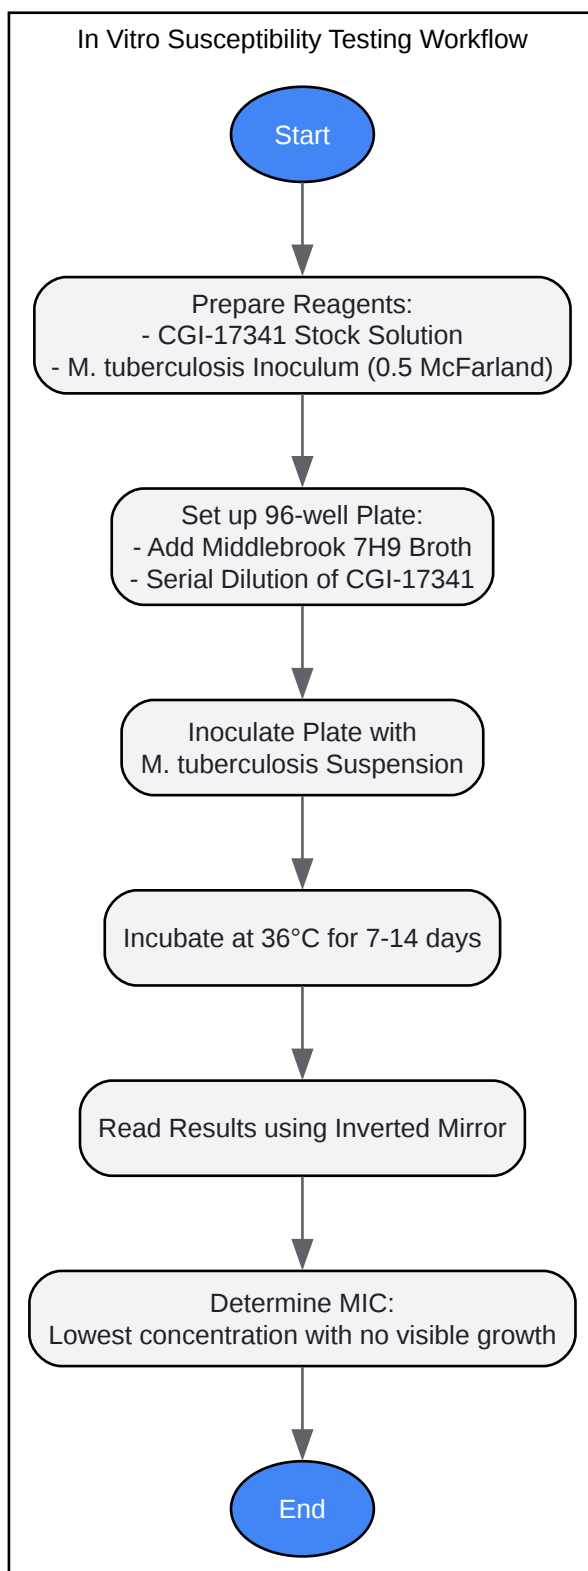 In Vitro Susceptibility Testing Workflow
Start
Prepare Reagents:
- CGI-17341 Stock Solution
- M. tuberculosis Inoculum (0.5 McFarland)
Set up 96-well Plate:
- Add Middlebrook 7H9 Broth
- Serial Dilution of CGI-17341
Inoculate Plate with
M. tuberculosis Suspension
Incubate at 36°C for 7-14 days
Read Results using Inverted Mirror
Determine MIC:
Lowest concentration with no visible growth
End